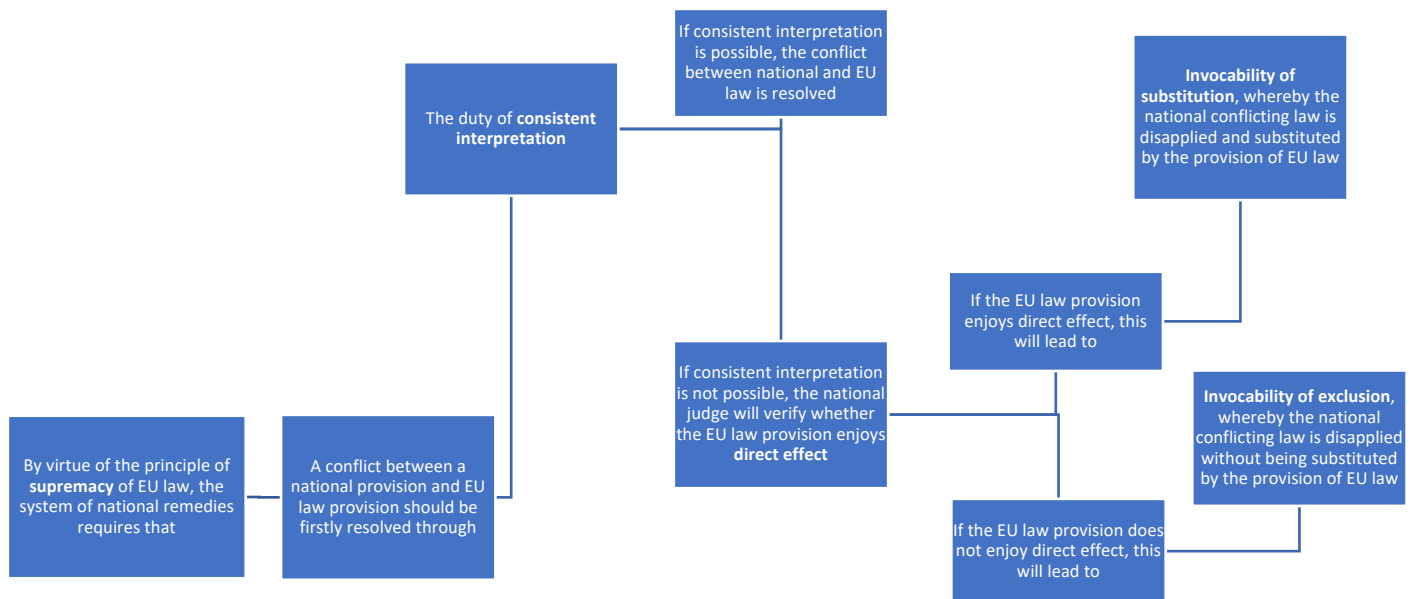 By virtue of the principle of
supremacy of EU law, the
system of national remedies
requires that
A conflict between a
national provision and EU
law provision should be
firstly resolved through
The duty of consistent
interpretation
If consistent interpretation
is possible, the conflict
between national and EU
law is resolved
If consistent interpretation
is not possible, the national
judge will verify whether
the EU law provision enjoys
direct effect
If the EU law provision
enjoys direct effect, this
will lead to
Invocability of
substitution, whereby the
national conflicting law is
disapplied and substituted
by the provision of EU law
If the EU law provision does
not enjoy direct effect, this
will lead to
Invocability of exclusion,
whereby the national
conflicting law is disapplied
without being substituted
by the provision of EU law